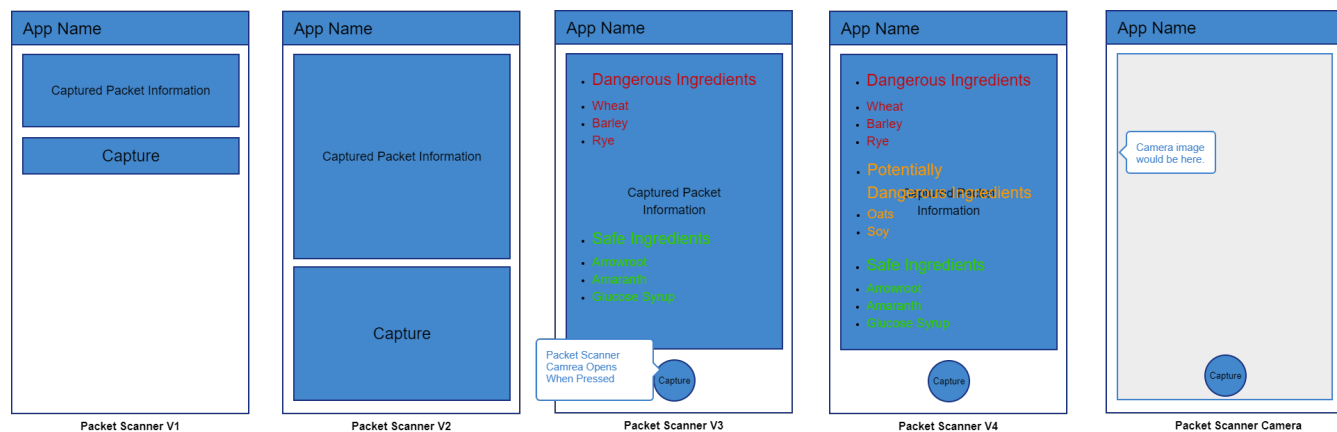 App Name
Captured Packet Information
Capture
Packet Scanner V1
App Name
Captured Packet Information
Capture
Packet Scanner V2
App Name
Dangerous Ingredients
Wheat
Barley
Rye
Captured Packet
Information
Safe Ingredients
Arrowroot
Amaranth
Glucose Syrup
Packet Scanner
Camrea Opens
When Pressed
Capture
Packet Scanner V3
App Name
Dangerous Ingredients
Wheat
Barley
Rye
Potentially
Dangerous Ingredients
Captured Packet
Information
Oats
Soy
Safe Ingredients
Arrowroot
Amaranth
Glucose Syrup
Capture
Packet Scanner V4
App Name
Camera image
would be here.
Capture
Packet Scanner Camera